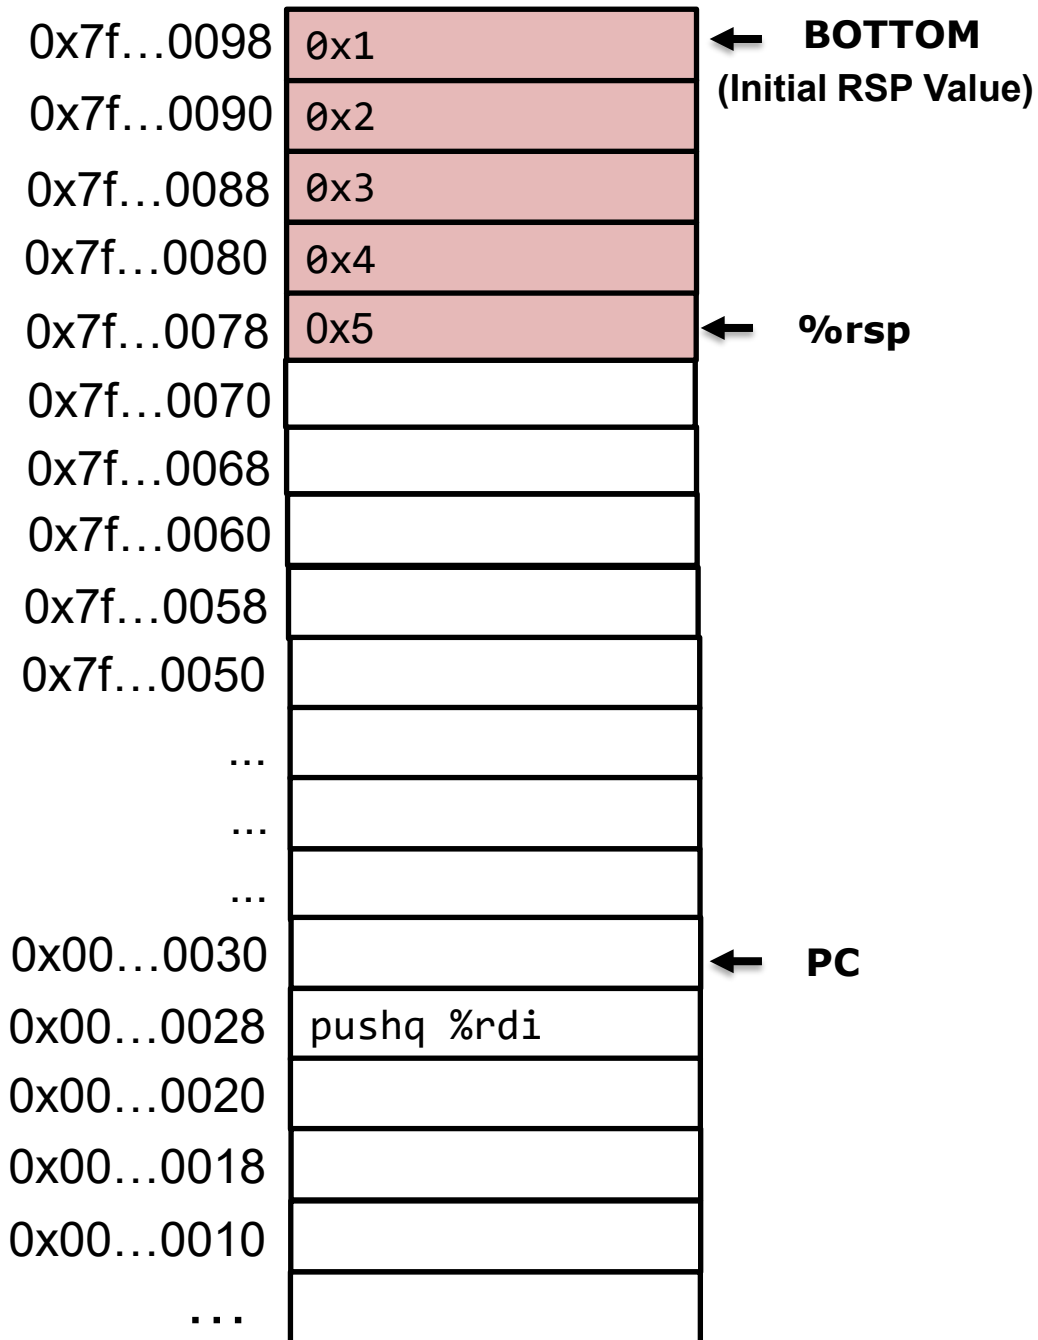 0x7f…0098 0x1 BOTTOM
(Initial RSP Value)
0x7f…0090 0x2
0x7f…0088 0x3
0x7f…0080 0x4
0x7f…0078 0x5 %rsp
0x7f…0070
0x7f…0068
0x7f…0060
0x7f…0058
0x7f…0050
...
...
...
0x00…0030 PC
0x00…0028 pushq %rdi
0x00…0020
0x00…0018
0x00…0010
...